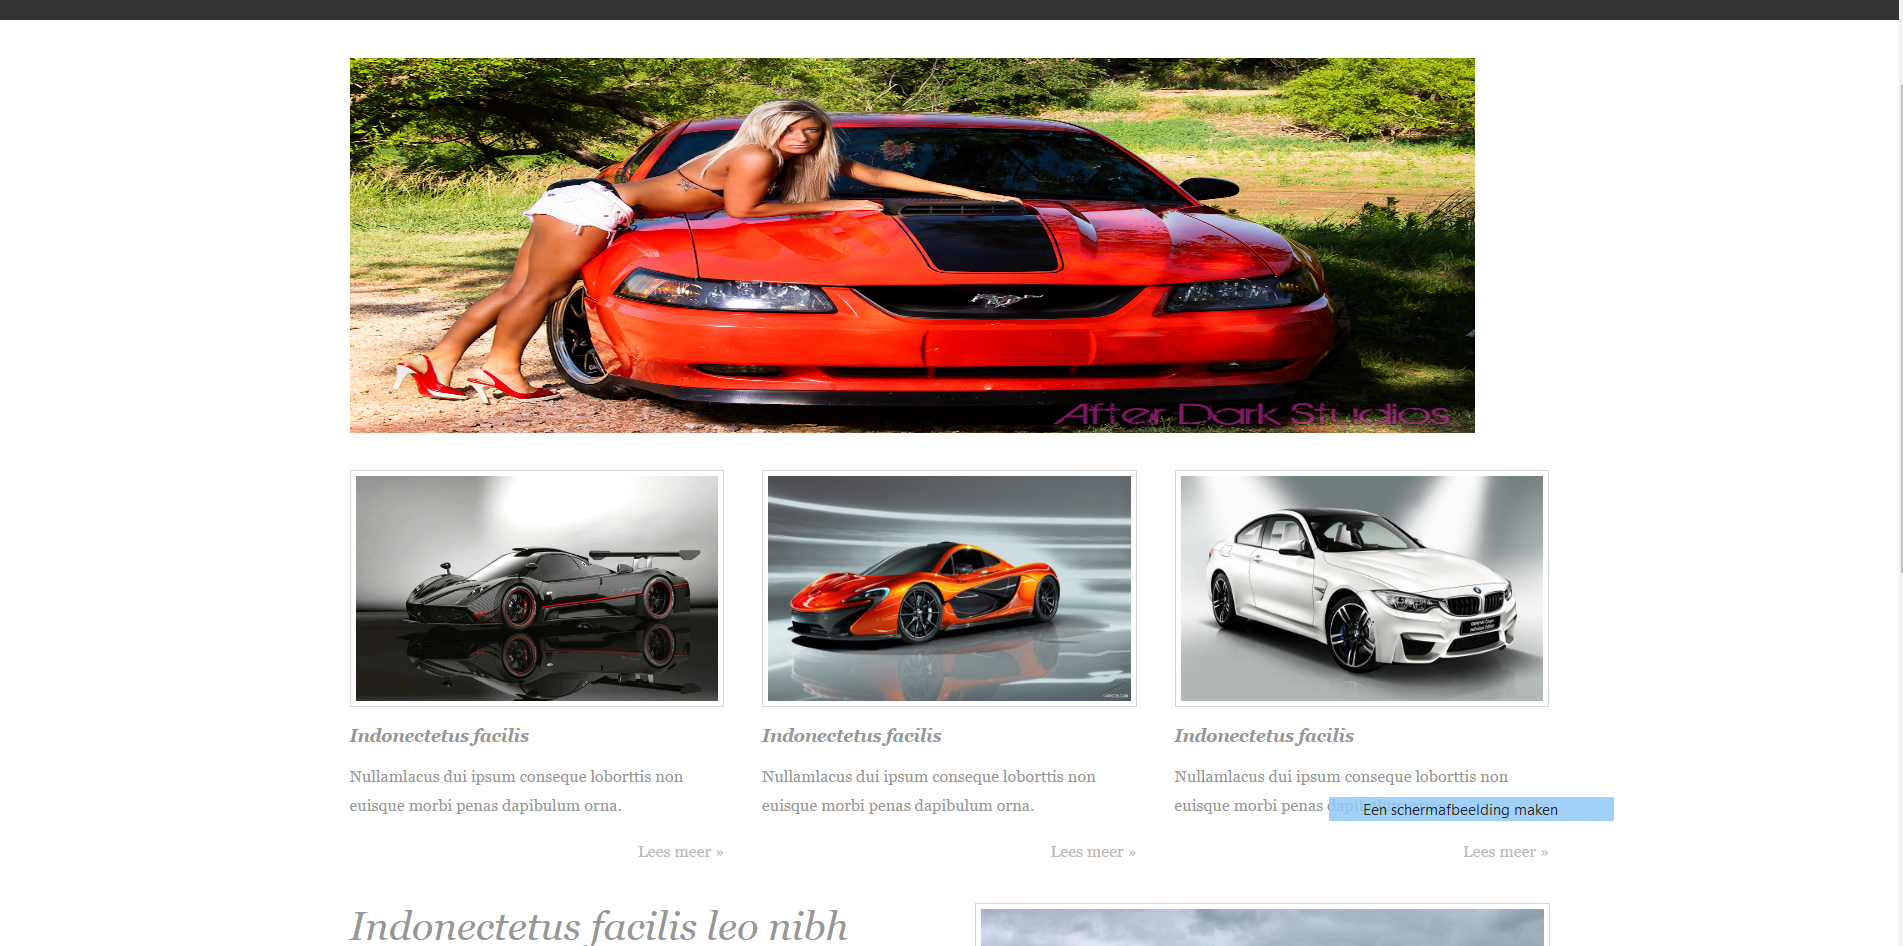 After Dark Studios
Indonectetus facilis
Nullamlacus dui ipsum conseque loborttis non
euisque morbi penas dapibulum orna.
Lees meer »
Indonectetus facilis
Nullamlacus dui ipsum conseque loborttis non
euisque morbi penas dapibulum orna.
Lees meer »
Indonectetus facilis
Nullamlacus dui ipsum conseque loborttis non
euisque morbi penas
Een schermafbeelding maken
Lees meer »
Indonectetus facilis leo nibh